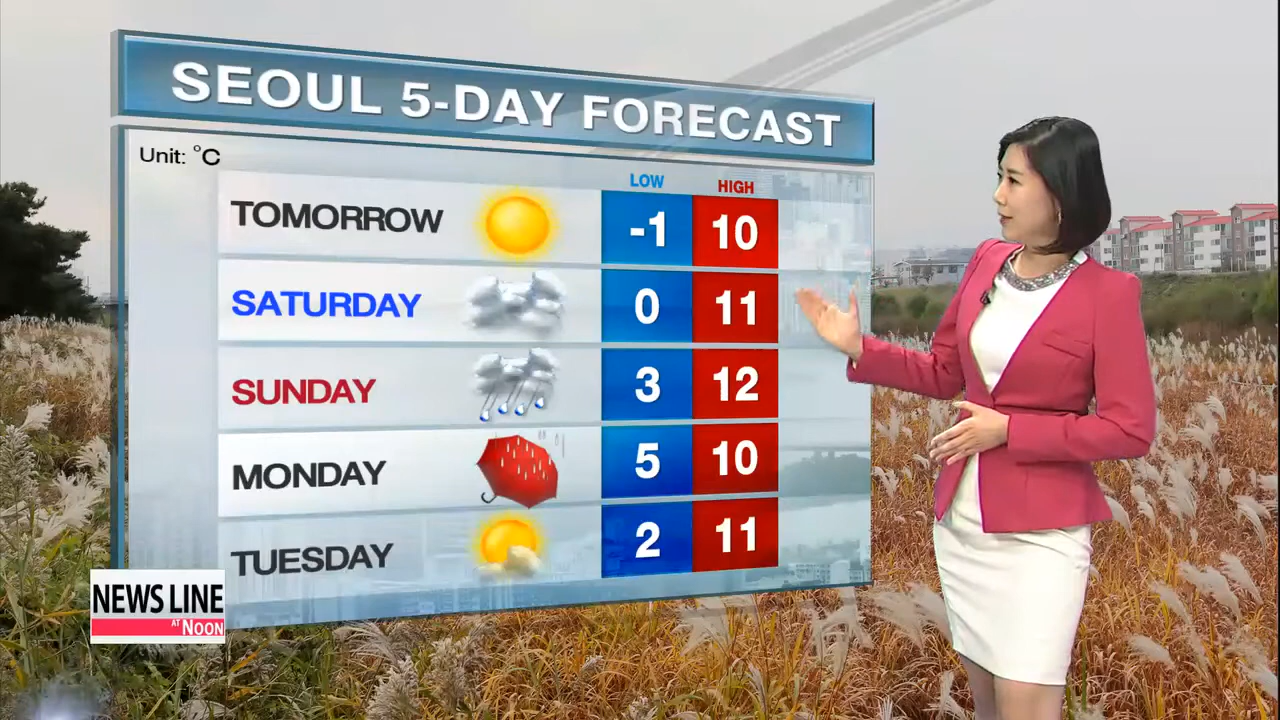 SEOUL 5-DAY FORECAST
Unit: °C
LOW HIGH
TOMORROW -1 10
SATURDAY 0 11
SUNDAY 3 12
MONDAY 5 10
TUESDAY 2 11
NEWS LINE
AT NOON